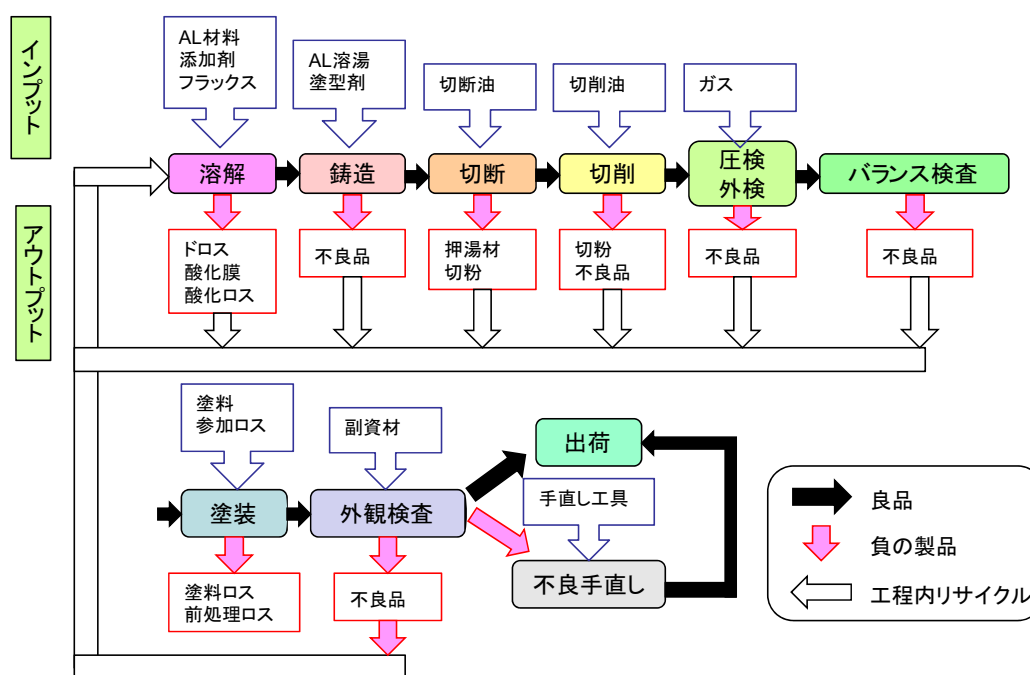 インプット
AL材料
添加剤
フラックス
AL溶湯
塗型剤
切断油
切削油
ガス
溶解
鋳造
切断
切削
圧検
外検
バランス検査
アウトプット
ドロス
酸化膜
酸化ロス
不良品
押湯材
切粉
切粉
不良品
不良品
不良品
塗料
参加ロス
副資材
出荷
手直し工具
塗装
外観検査
不良手直し
塗料ロス
前処理ロス
不良品
良品
負の製品
工程内リサイクル